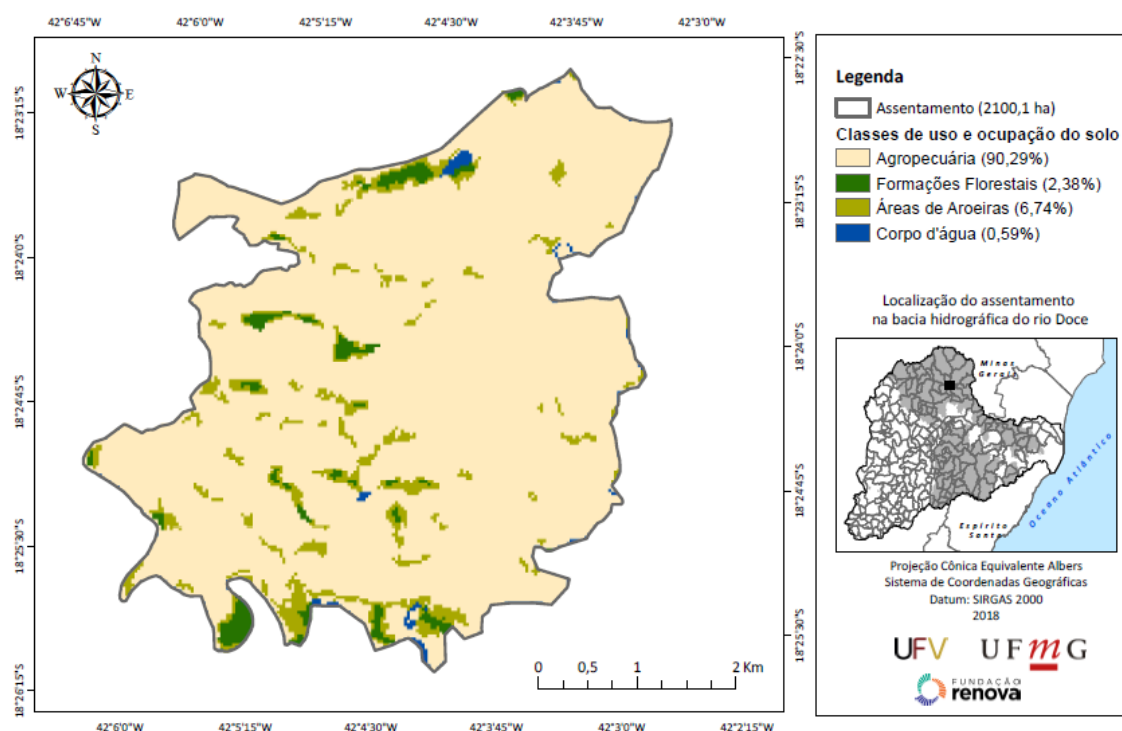 42°6'45"W 42°6'0"W 42°5'15"W 42°4'30"W 42°3'45"W 42°3'0"W
18°23'15"S
18°24'0"S
18°24'45"S
18°25'30"S
18°26'15"S
N
W E
S
18°22'30"S
18°23'15"S
18°24'0"S
18°24'45"S
18°25'30"S
0 0,5 1 2 Km
42°6'0"W 42°5'15"W 42°4'30"W 42°3'45"W 42°3'0"W 42°2'15"W
Legenda
Assentamento (2100,1 ha)
Classes de uso e ocupação do solo
Agropecuária (90,29%)
Formações Florestais (2,38%)
Áreas de Aroeiras (6,74%)
Corpo d'água (0,59%)
Localização do assentamento
na bacia hidrográfica do rio Doce
Minas
Gerais
Oceano Atlântico
Espírito
Santo
Projeção Cônica Equivalente Albers
Sistema de Coordenadas Geográficas
Datum: SIRGAS 2000
2018
UFV UFmG
FUNDAÇÃO
renova